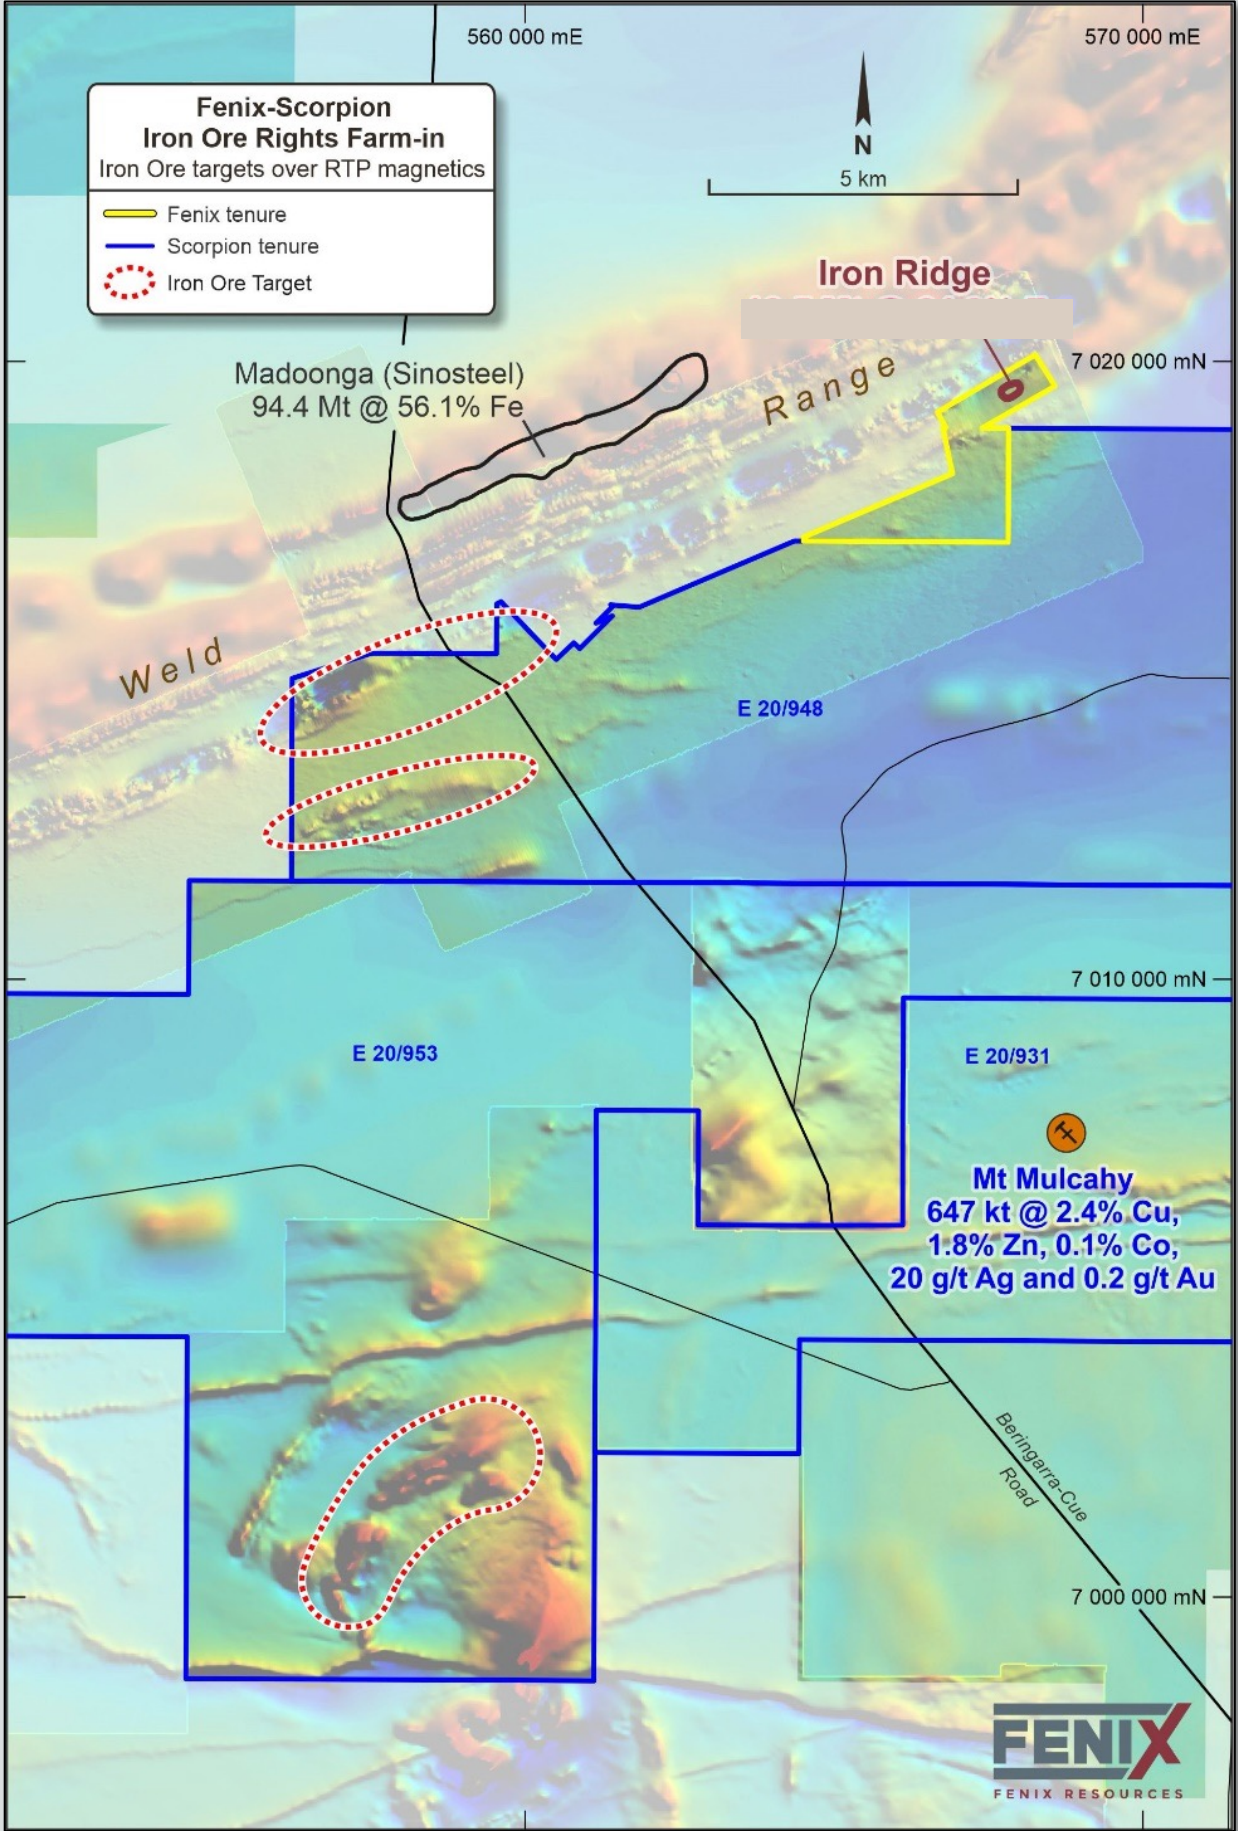 560 000 mE
570 000 mE
Fenix-Scorpion
Iron Ore Rights Farm-in
Iron Ore targets over RTP magnetics
Fenix tenure
Scorpion tenure
Iron Ore Target
N
5 km
Iron Ridge
7 020 000 mN
Madoonga (Sinosteel)
94.4 Mt @ 56.1% Fe
Range
Weld
E 20/948
7 010 000 mN
E 20/953
E 20/931
Mt Mulcahy
647 kt @ 2.4% Cu,
1.8% Zn, 0.1% Co,
20 g/t Ag and 0.2 g/t Au
Beringarra-Cue
Road
7 000 000 mN
FENIX
FENIX RESOURCES